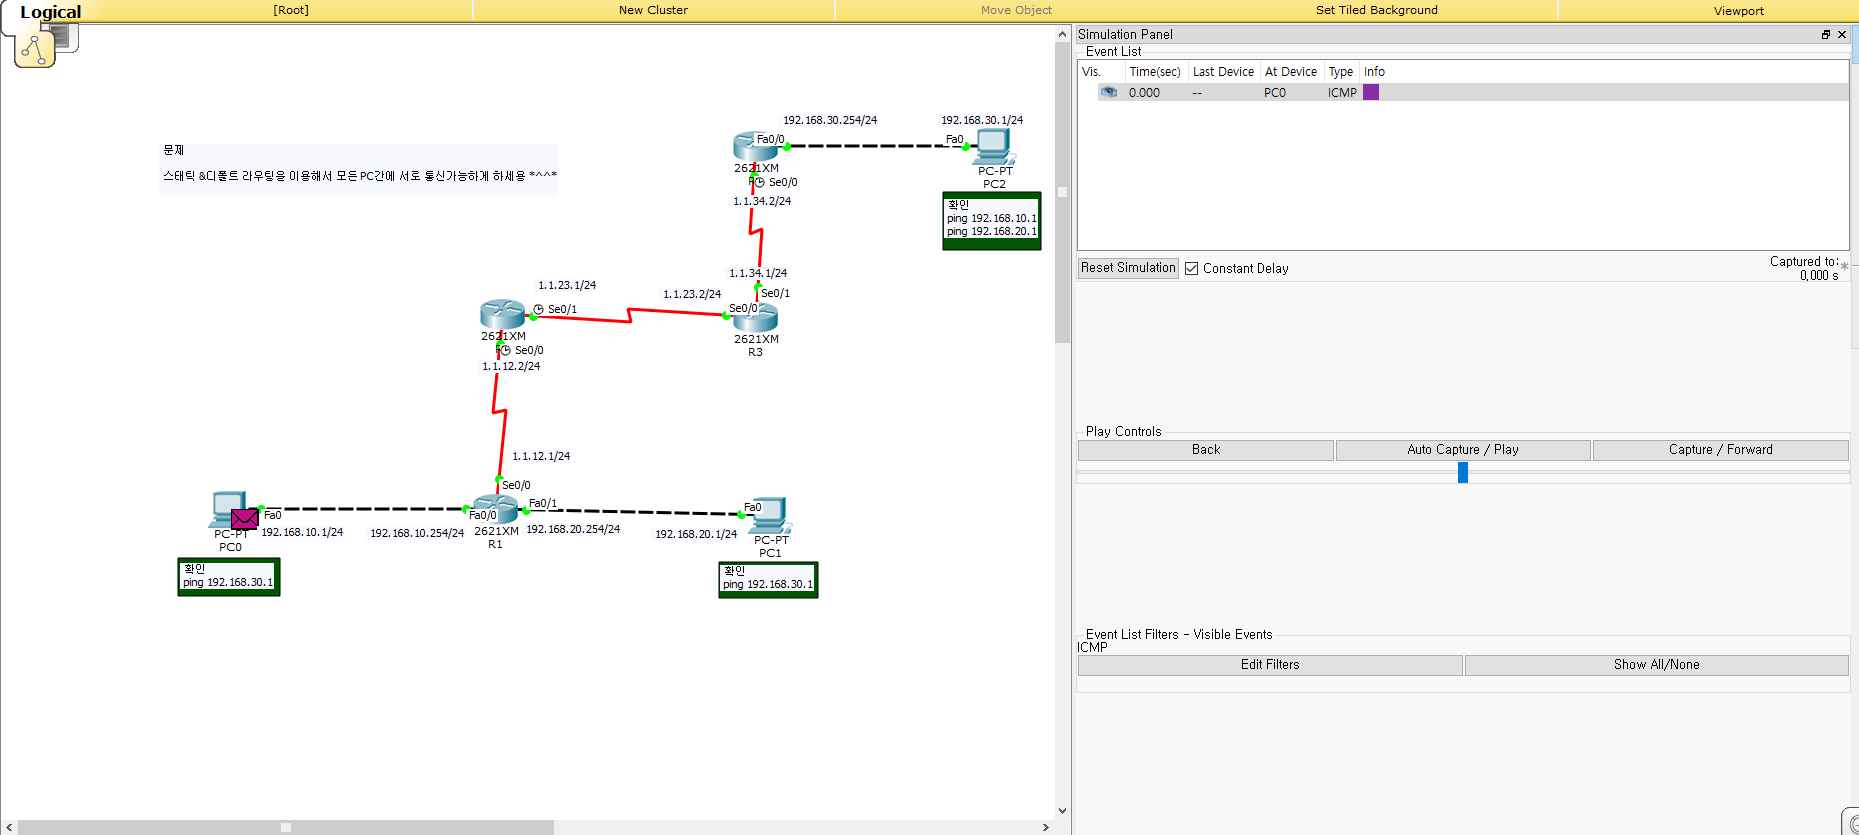 Logical
[Root]
New Cluster
Move Object
Set Tiled Background
Viewport
문제
스태틱 &디폴트 라우팅을 이용해서 모든PC간에 서로 통신가능하게 하세용 *^^*
192.168.30.254/24
192.168.30.1/24
Fa0/0
Fa0
2621XM
PC-PT
PC2
Se0/0
1.1.34.2/24
확인
ping 192.168.10.1
ping 192.168.20.1
1.1.34.1/24
Se0/1
1.1.23.1/24
1.1.23.2/24
Se0/1
Se0/0
2621XM
2621XM
R3
Se0/0
1.1.12.2/24
1.1.12.1/24
Se0/0
Fa0
Fa0/0
Fa0/1
Fa0
192.168.10.1/24
192.168.10.254/24
2621XM
R1
192.168.20.254/24
192.168.20.1/24
PC-PT
PC0
PC-PT
PC1
확인
ping 192.168.30.1
확인
ping 192.168.30.1
Simulation Panel
Event List
Vis. Time(sec) Last Device At Device Type Info
0.000 -- PC0 ICMP
Reset Simulation
Constant Delay
Captured to:
0,000 s
*
Play Controls
Back
Auto Capture / Play
Capture / Forward
Event List Filters - Visible Events
ICMP
Edit Filters
Show All/None